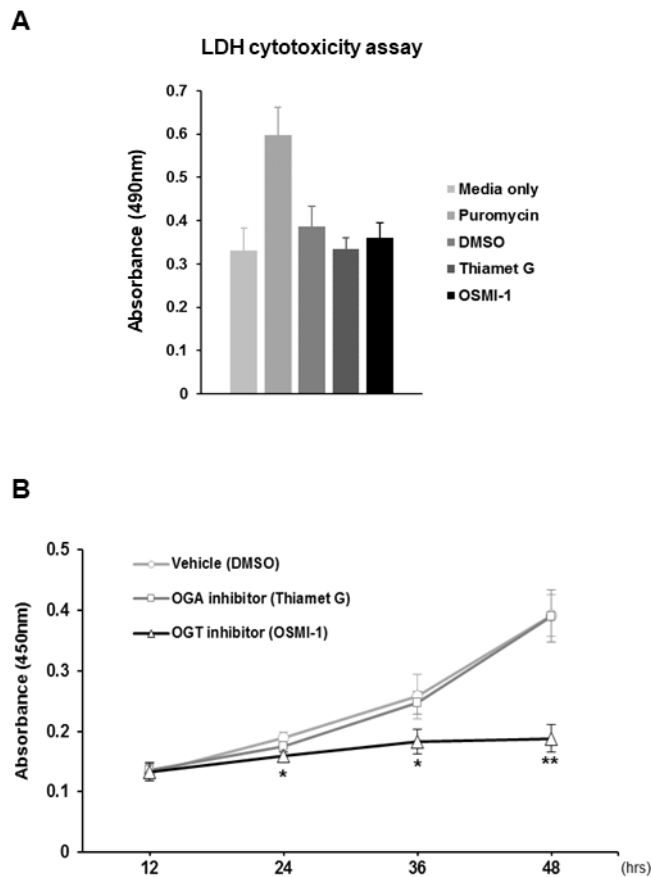 A
LDH cytotoxicity assay
Absorbance (490nm)
0.7
0.6
0.5
0.4
0.3
0.2
0.1
0
Media only
Puromycin
DMSO
Thiamet G
OSMI-1
B
Absorbance (450nm)
0.5
0.4
0.3
0.2
0.1
0
Vehicle (DMSO)
OGA inhibitor (Thiamet G)
OGT inhibitor (OSMI-1)
* * **
12 24 36 48 (hrs)